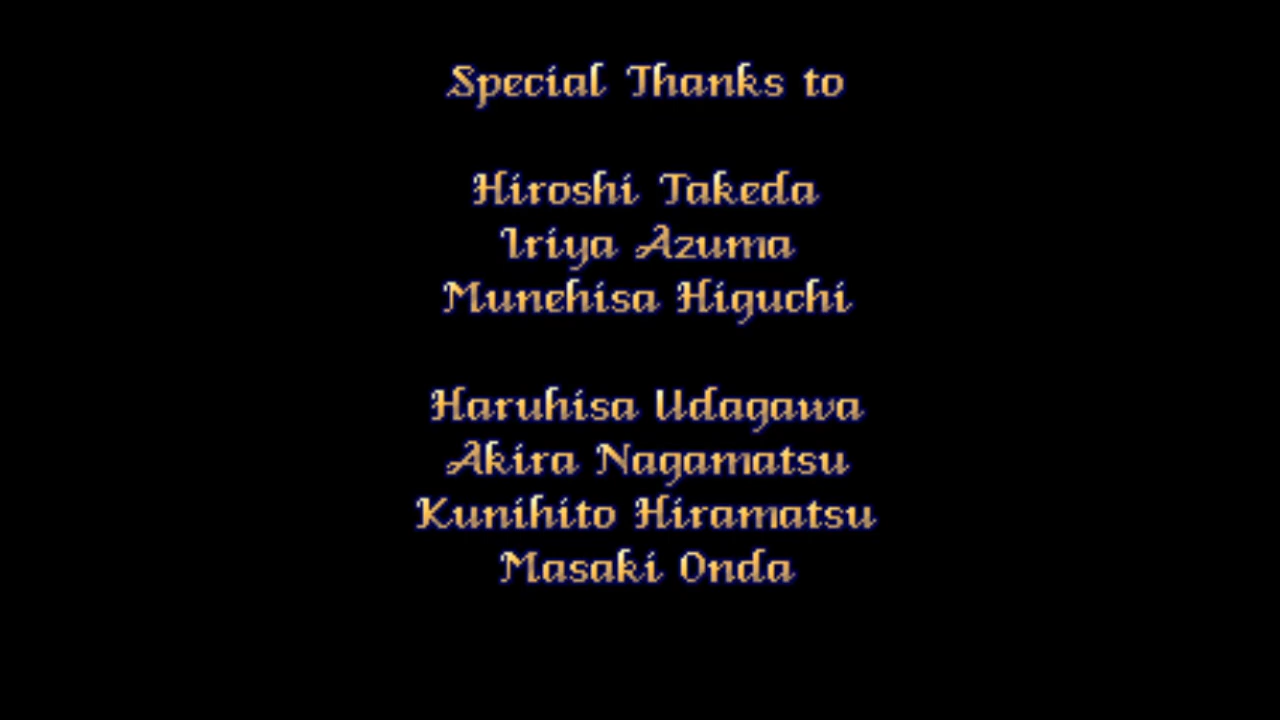 Special Thanks to
Hiroshi Takeda
Iriya Azuma
Munehisa Higuchi
Haruhisa Udagawa
Akira Nagamatsu
Kunihito Hiramatsu
Masaki Onda